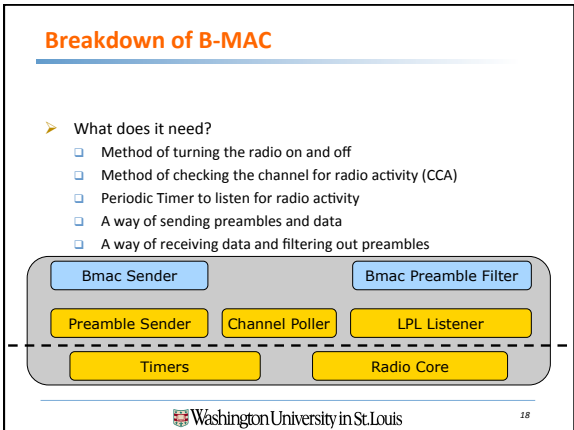 Breakdown of B-MAC
What does it need?
Method of turning the radio on and off
Method of checking the channel for radio activity (CCA)
Periodic Timer to listen for radio activity
A way of sending preambles and data
A way of receiving data and filtering out preambles
Bmac Sender
Bmac Preamble Filter
Preamble Sender
Channel Poller
LPL Listener
Timers
Radio Core
Washington University in St.Louis
18